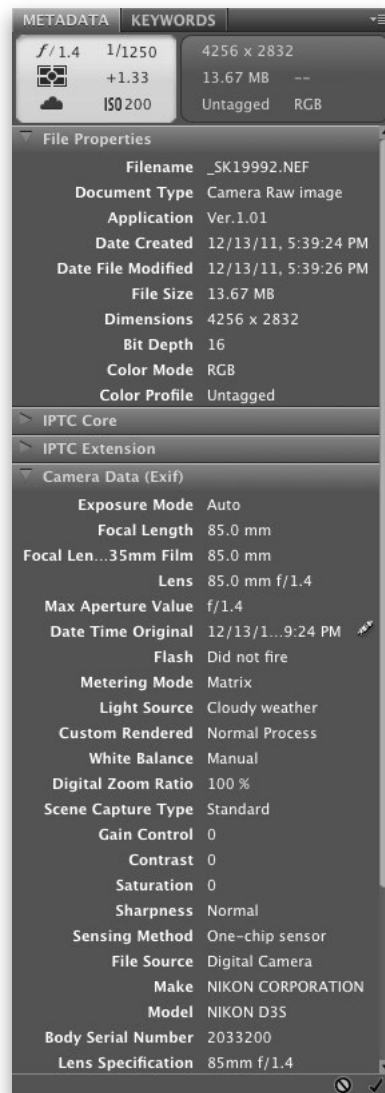 METADATA KEYWORDS
f/1.4 1/1250
+1.33
ISO 200
4256 x 2832
13.67 MB --
Untagged RGB
File Properties
Filename _SK19992.NEF
Document Type Camera Raw image
Application Ver.1.01
Date Created 12/13/11, 5:39:24 PM
Date File Modified 12/13/11, 5:39:26 PM
File Size 13.67 MB
Dimensions 4256 x 2832
Bit Depth 16
Color Mode RGB
Color Profile Untagged
IPTC Core
IPTC Extension
Camera Data (Exif)
Exposure Mode Auto
Focal Length 85.0 mm
Focal Len...35mm Film 85.0 mm
Lens 85.0 mm f/1.4
Max Aperture Value f/1.4
Date Time Original 12/13/1...9:24 PM
Flash Did not fire
Metering Mode Matrix
Light Source Cloudy weather
Custom Rendered Normal Process
White Balance Manual
Digital Zoom Ratio 100 %
Scene Capture Type Standard
Gain Control 0
Contrast 0
Saturation 0
Sharpness Normal
Sensing Method One-chip sensor
File Source Digital Camera
Make NIKON CORPORATION
Model NIKON D3S
Body Serial Number 2033200
Lens Specification 85mm f/1.4